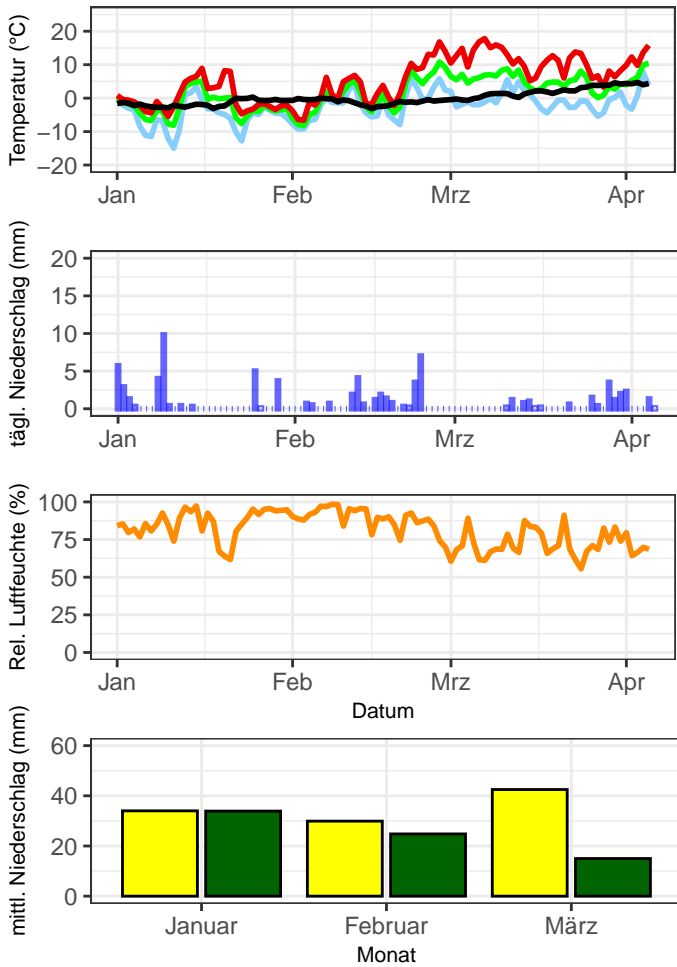 Temperatur (°C)
20
10
0
−10
−20
Jan Feb Mrz Apr
tägl. Niederschlag (mm)
20
15
10
5
0
Jan Feb Mrz Apr
Rel. Luftfeuchte (%)
100
75
50
25
0
Jan Feb Mrz Apr
Datum
mittl. Niederschlag (mm)
60
40
20
0
Januar Februar März
Monat